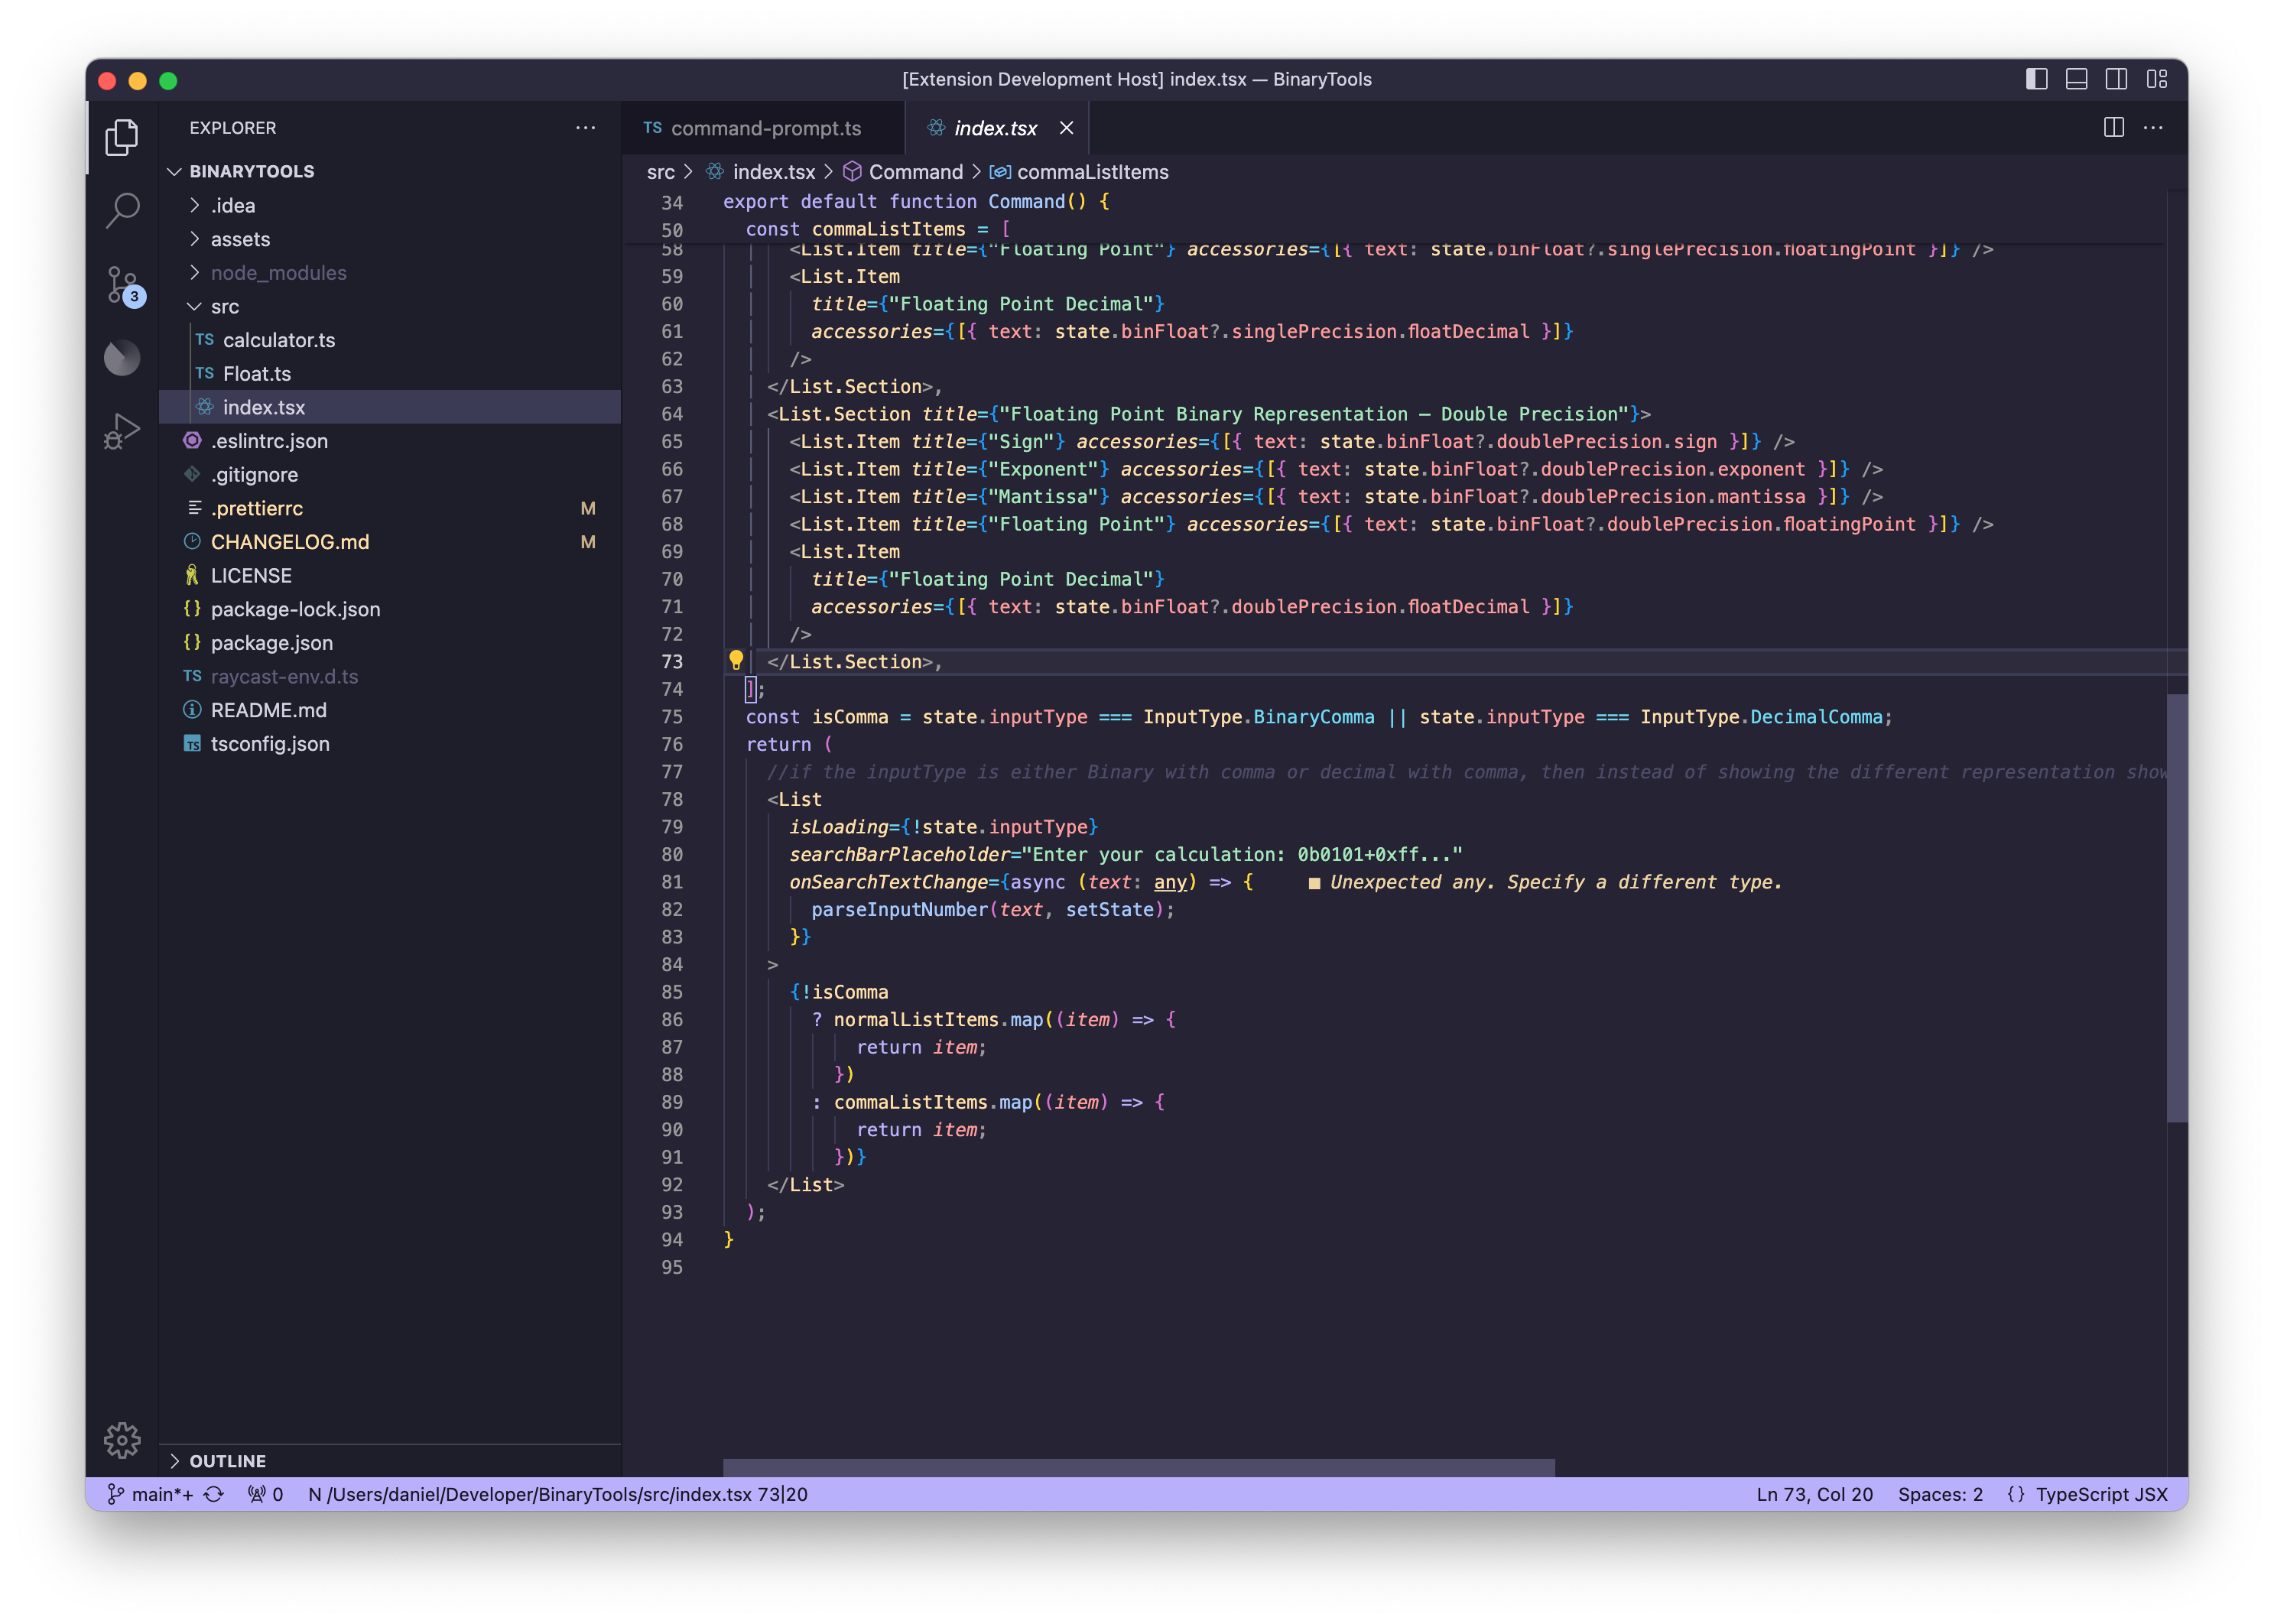 [Extension Development Host] index.tsx — BinaryTools
EXPLORER
BINARYTOOLS
.idea
assets
node_modules
src
TS calculator.ts
TS Float.ts
index.tsx
.eslintrc.json
.gitignore
.prettierrc M
CHANGELOG.md M
LICENSE
{} package-lock.json
{} package.json
TS raycast-env.d.ts
README.md
TS tsconfig.json
OUTLINE
3
TS command-prompt.ts
index.tsx
src > index.tsx > Command > commaListItems
34 export default function Command() {
50 const commaListItems = [
58 <List.Item title={"Floating Point"} accessories={[{ text: state.binFloat?.singlePrecision.floatingPoint }]} />
59 <List.Item
60 title={"Floating Point Decimal"}
61 accessories={[{ text: state.binFloat?.singlePrecision.floatDecimal }]}
62 />
63 </List.Section>,
64 <List.Section title={"Floating Point Binary Representation – Double Precision"}>
65 <List.Item title={"Sign"} accessories={[{ text: state.binFloat?.doublePrecision.sign }]} />
66 <List.Item title={"Exponent"} accessories={[{ text: state.binFloat?.doublePrecision.exponent }]} />
67 <List.Item title={"Mantissa"} accessories={[{ text: state.binFloat?.doublePrecision.mantissa }]} />
68 <List.Item title={"Floating Point"} accessories={[{ text: state.binFloat?.doublePrecision.floatingPoint }]} />
69 <List.Item
70 title={"Floating Point Decimal"}
71 accessories={[{ text: state.binFloat?.doublePrecision.floatDecimal }]}
72 />
73 </List.Section>,
74 ];
75 const isComma = state.inputType === InputType.BinaryComma || state.inputType === InputType.DecimalComma;
76 return (
77 //if the inputType is either Binary with comma or decimal with comma, then instead of showing the different representation show
78 <List
79 isLoading={!state.inputType}
80 searchBarPlaceholder="Enter your calculation: 0b0101+0xff..."
81 onSearchTextChange={async (text: any) => { ■ Unexpected any. Specify a different type.
82 parseInputNumber(text, setState);
83 }}
84 >
85 {!isComma
86 ? normalListItems.map((item) => {
87 return item;
88 })
89 : commaListItems.map((item) => {
90 return item;
91 })}
92 </List>
93 );
94 }
95
main*+ 0 N /Users/daniel/Developer/BinaryTools/src/index.tsx 73|20 Ln 73, Col 20 Spaces: 2 {} TypeScript JSX